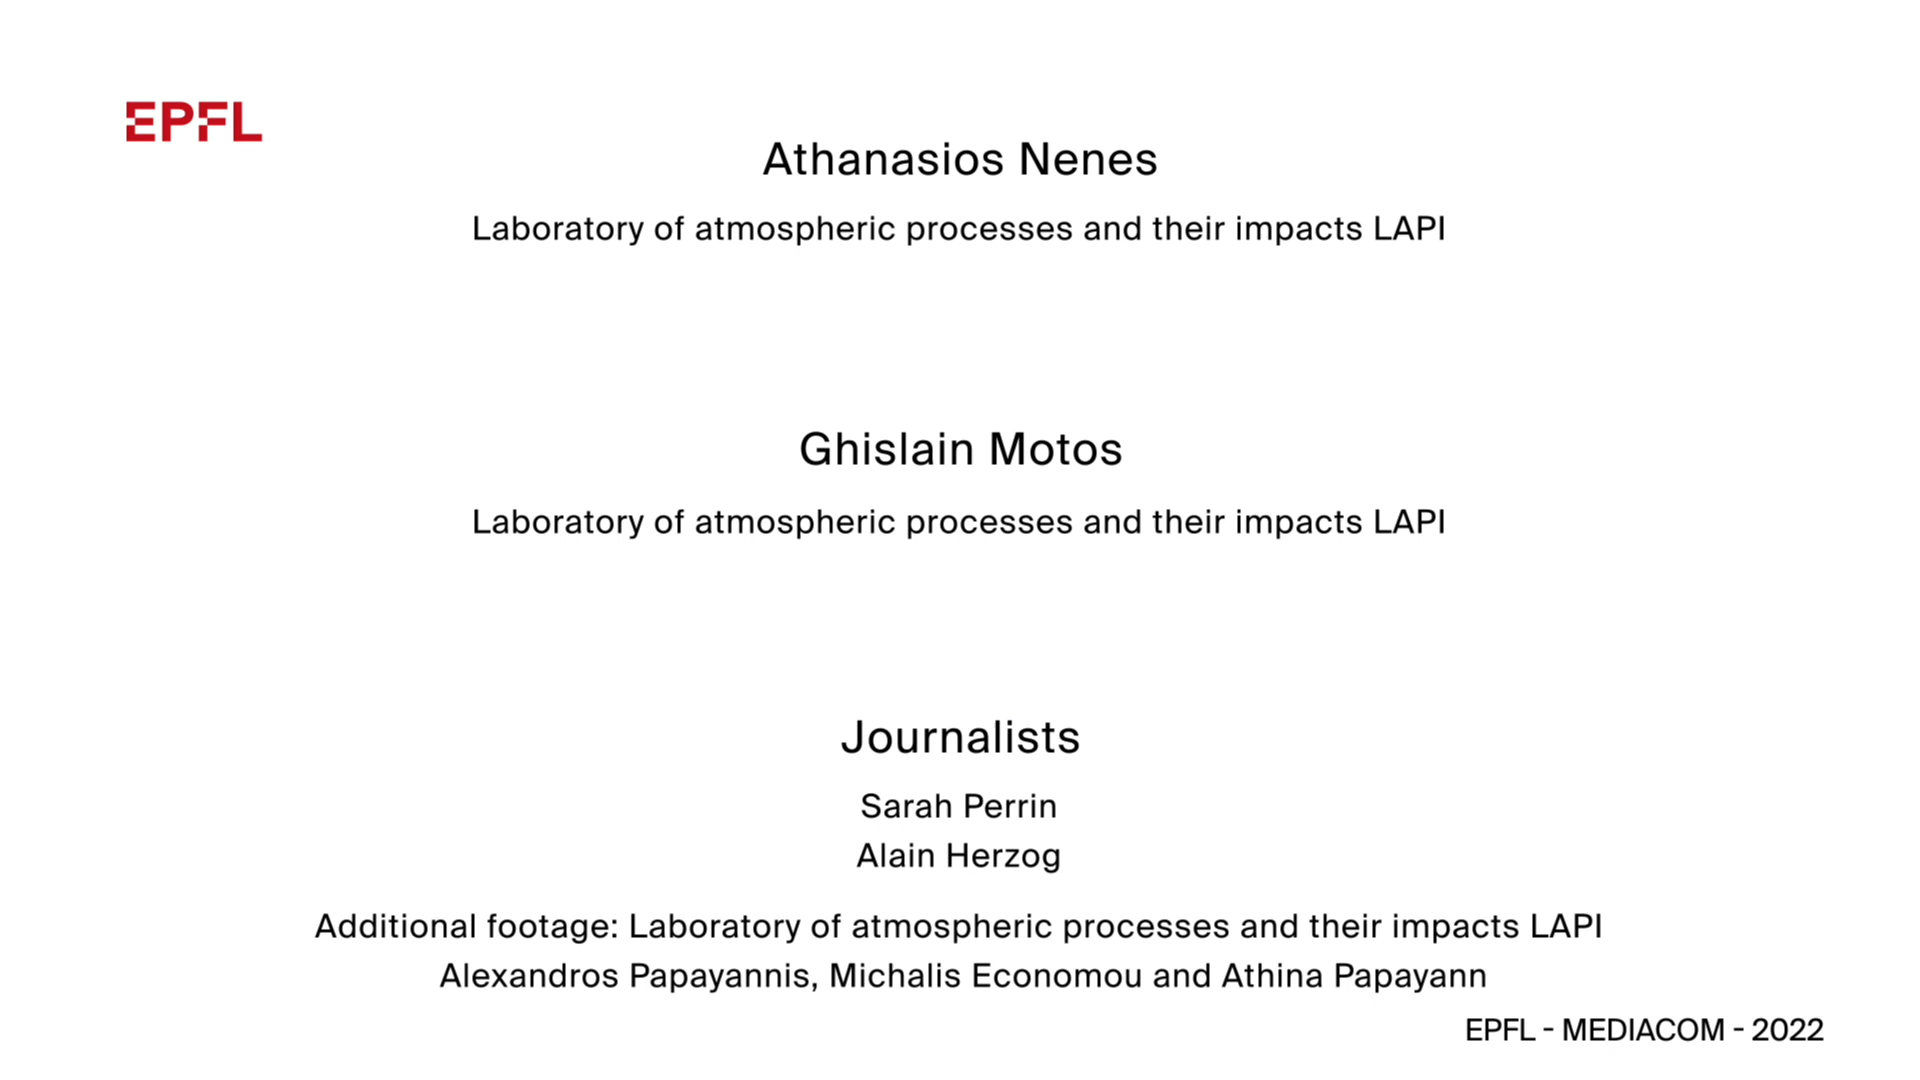 EPFL
Athanasios Nenes
Laboratory of atmospheric processes and their impacts LAPI
Ghislain Motos
Laboratory of atmospheric processes and their impacts LAPI
Journalists
Sarah Perrin
Alain Herzog
Additional footage: Laboratory of atmospheric processes and their impacts LAPI
Alexandros Papayannis, Michalis Economou and Athina Papayann
EPFL - MEDIACOM - 2022